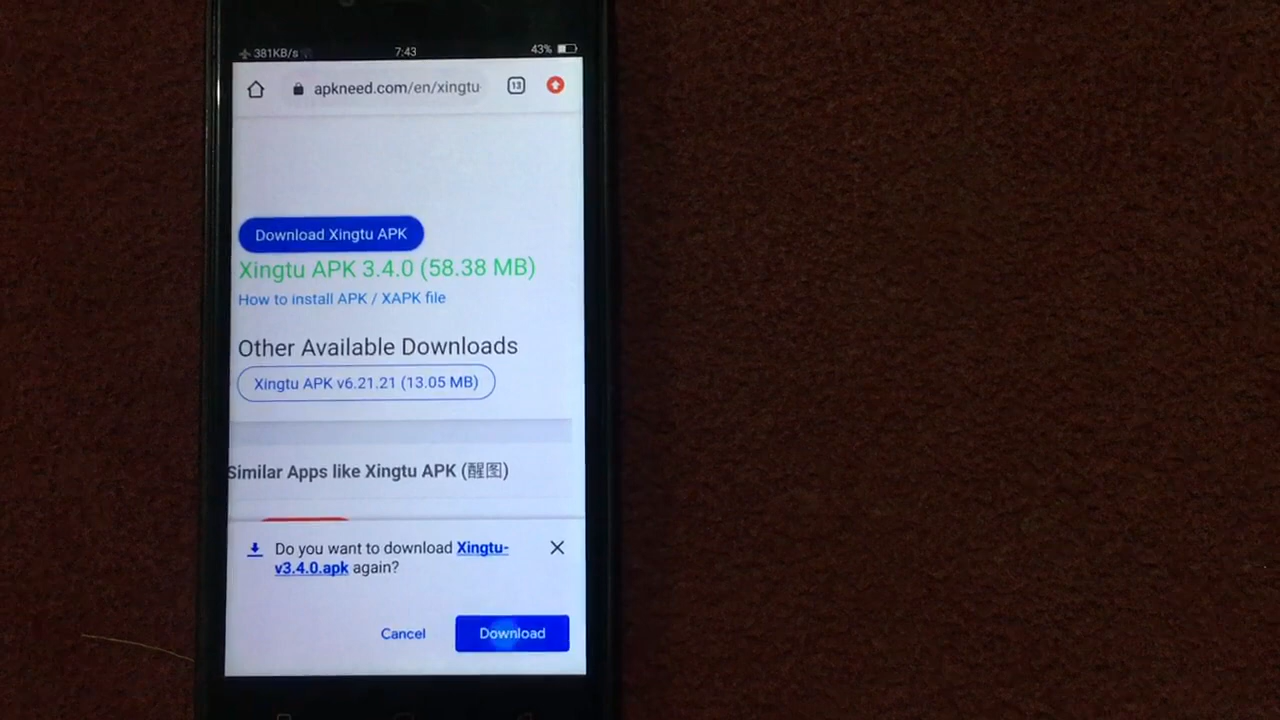 381KB/s
7:43
43%
apkneed.com/en/xingtu
13
Download Xingtu APK
Xingtu APK 3.4.0 (58.38 MB)
How to install APK / XAPK file
Other Available Downloads
Xingtu APK v6.21.21 (13.05 MB)
Similar Apps like Xingtu APK (醒图)
Do you want to download Xingtu-
v3.4.0.apk again?
Cancel
Download